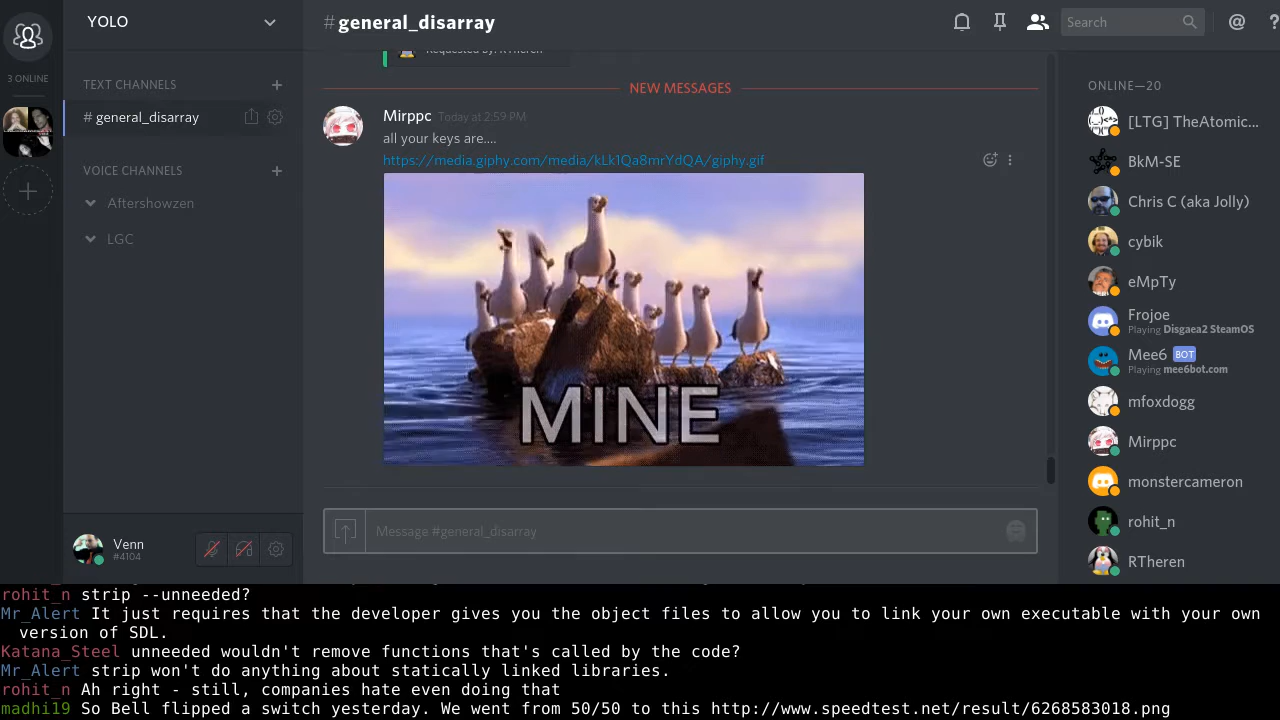 YOLO
# general_disarray
Search
@
?
3 ONLINE
TEXT CHANNELS
# general_disarray
VOICE CHANNELS
Aftershowzen
LGC
Venn
#4104
Requested by: RTheren
NEW MESSAGES
Mirppc Today at 2:59 PM
all your keys are....
https://media.giphy.com/media/kLk1Qa8mrYdQA/giphy.gif
MINE
Message #general_disarray
ONLINE—20
[LTG] TheAtomic...
BkM-SE
Chris C (aka Jolly)
cybik
eMpTy
Frojoe
Playing Disgaea2 SteamOS
Mee6 BOT
Playing mee6bot.com
mfoxdogg
Mirppc
monstercameron
rohit_n
RTheren
rohit_n strip --unneeded?
Mr_Alert It just requires that the developer gives you the object files to allow you to link your own executable with your own
version of SDL.
Katana_Steel unneeded wouldn't remove functions that's called by the code?
Mr_Alert strip won't do anything about statically linked libraries.
rohit_n Ah right - still, companies hate even doing that
madhi19 So Bell flipped a switch yesterday. We went from 50/50 to this http://www.speedtest.net/result/6268583018.png